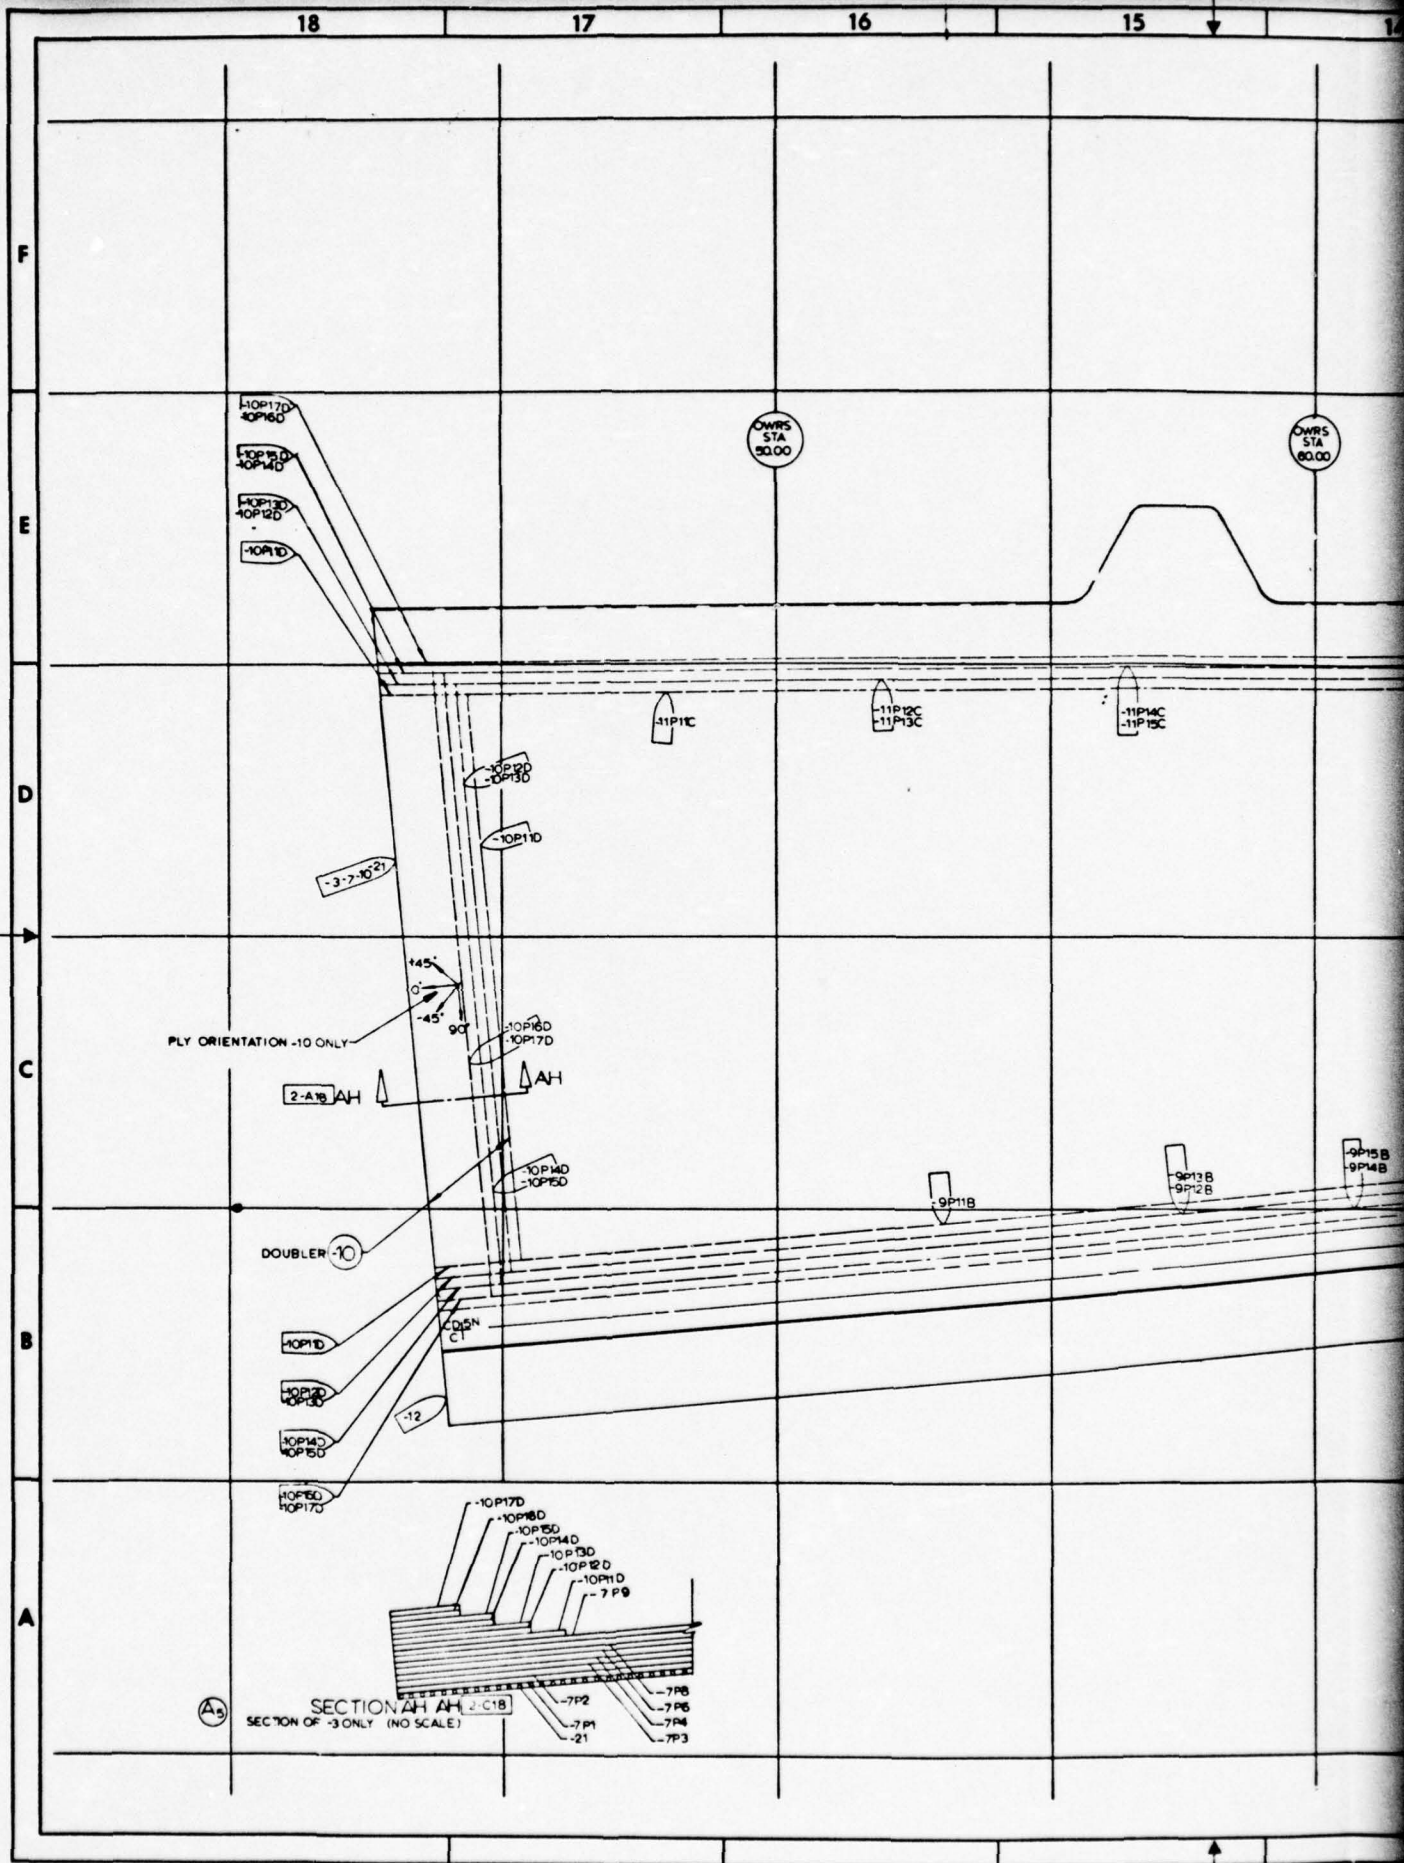 18
17
16
15
F
E
D
C
B
A
-10P17D
-10P16D
-10P15D
-10P14D
-10P13D
-10P12D
-10P11D
OWRS
STA
50.00
OWRS
STA
60.00
-11P11C
-11P12C
-11P13C
-11P14C
-11P15C
-10P12D
-10P13D
-10P11D
-3-7-10-21
+45°
0°
-45°
90°
PLY ORIENTATION -10 ONLY
-10P16D
-10P17D
2-A18 AH
AH
-10P14D
-10P15D
-9P11B
-9P13B
-9P12B
-9P15B
-9P14B
DOUBLER -10
-10P11D
-10P12D
-10P13D
-10P14D
-10P15D
-10P16D
-10P17D
-12
-10P17D
-10P16D
-10P15D
-10P14D
-10P13D
-10P12D
-10P11D
-7P9
-7P8
-7P6
-7P4
-7P3
-7P2
-7P1
-21
A5
SECTION AH AH 2-C18
SECTION OF -3 ONLY (NO SCALE)